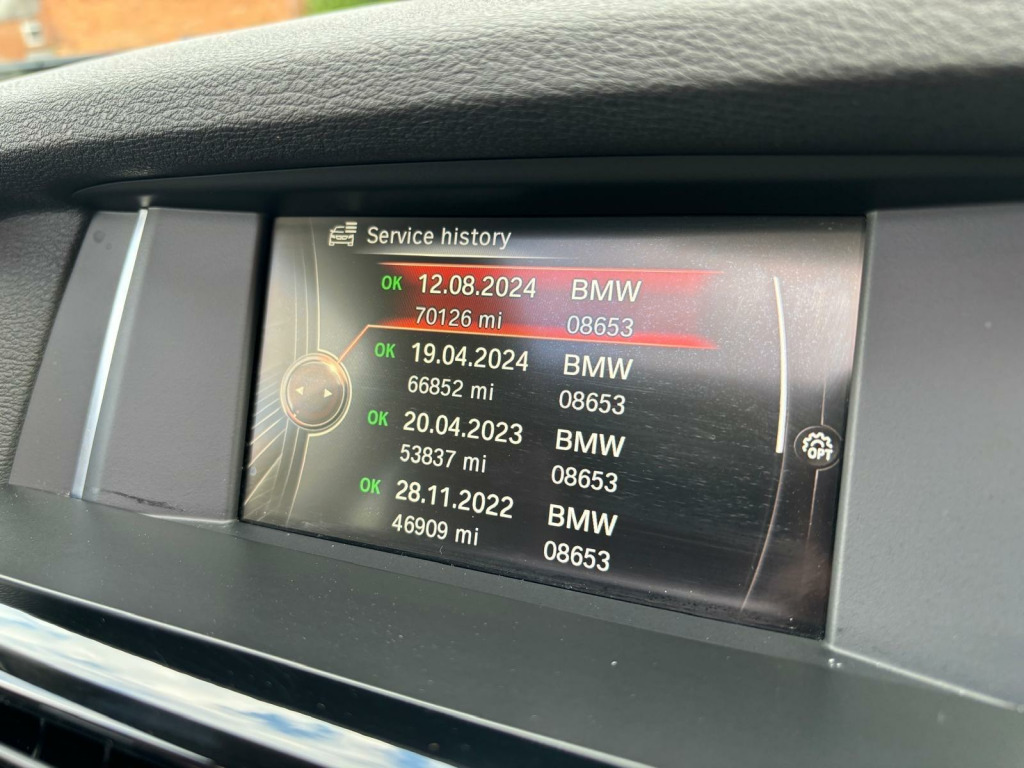 Service history
OK 12.08.2024 BMW
70126 mi 08653
OK 19.04.2024 BMW
66852 mi 08653
OK 20.04.2023 BMW
53837 mi 08653
OK 28.11.2022 BMW
46909 mi 08653
OPT